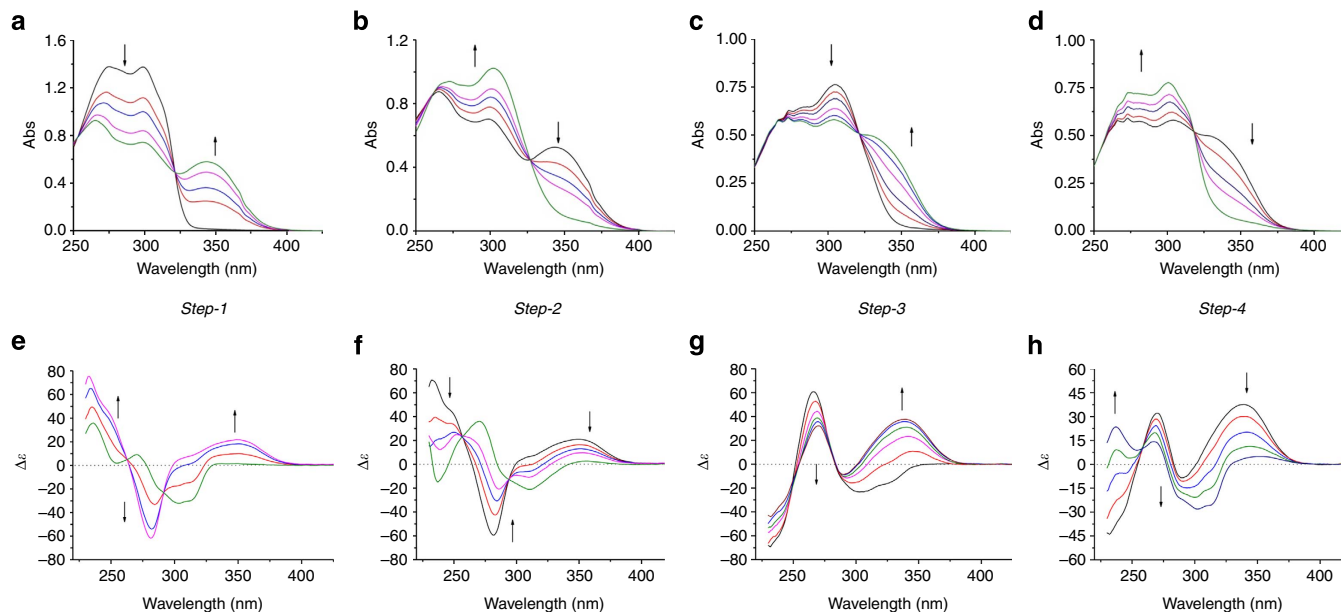 a
b
c
d
1.6
1.2
0.8
0.4
0.0
Abs
250 300 350 400
Wavelength (nm)
1.2
0.8
0.4
0.0
Abs
250 300 350 400
Wavelength (nm)
1.00
0.75
0.50
0.25
0.00
Abs
250 300 350 400
Wavelength (nm)
1.00
0.75
0.50
0.25
0.00
Abs
250 300 350 400
Wavelength (nm)
Step-1
Step-2
Step-3
Step-4
e
f
g
h
80
60
40
20
0
−20
−40
−60
−80
Δε
250 300 350 400
Wavelength (nm)
80
60
40
20
0
−20
−40
−60
−80
Δε
250 300 350 400
Wavelength (nm)
80
60
40
20
0
−20
−40
−60
−80
Δε
250 300 350 400
Wavelength (nm)
60
45
30
15
0
−15
−30
−45
−60
Δε
250 300 350 400
Wavelength (nm)